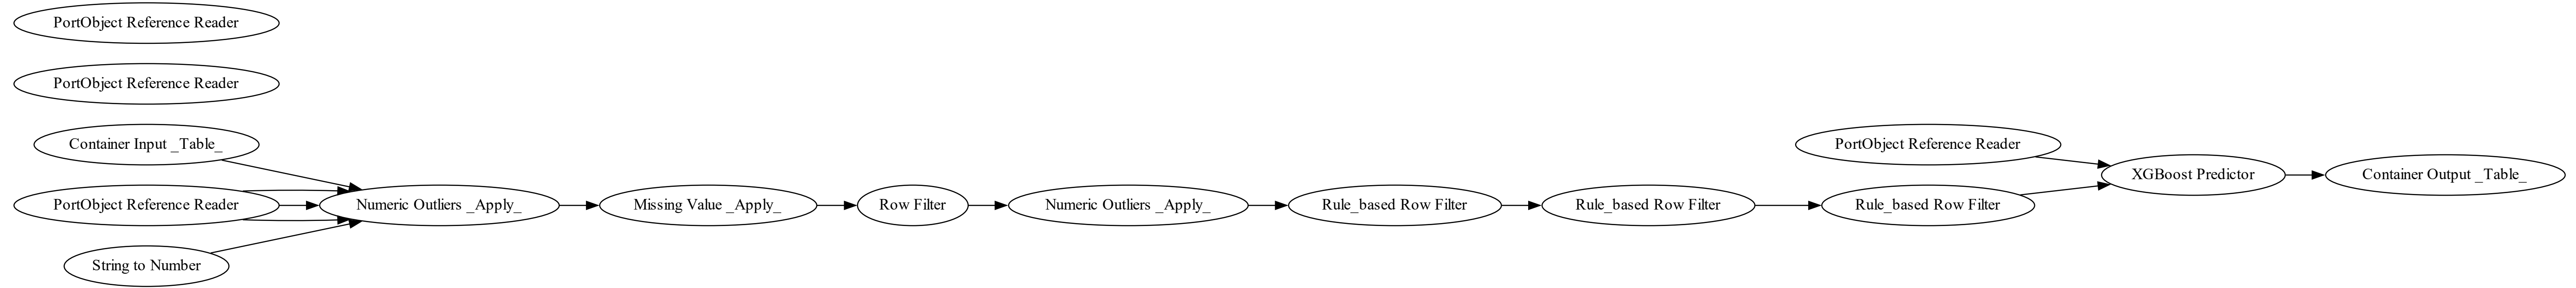 PortObject Reference Reader
PortObject Reference Reader
Container Input _Table_
PortObject Reference Reader
PortObject Reference Reader
Numeric Outliers _Apply_
Missing Value _Apply_
Row Filter
Numeric Outliers _Apply_
Rule_based Row Filter
Rule_based Row Filter
Rule_based Row Filter
XGBoost Predictor
Container Output _Table_
String to Number